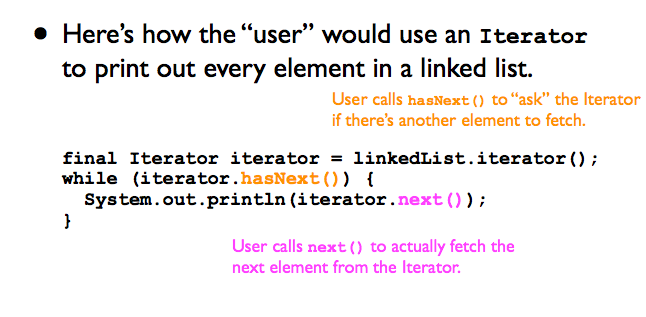 • Here’s how the “user” would use an Iterator
to print out every element in a linked list.
User calls hasNext() to “ask” the Iterator
if there’s another element to fetch.
final Iterator iterator = linkedList.iterator();
while (iterator.hasNext()) {
  System.out.println(iterator.next());
}
User calls next() to actually fetch the
next element from the Iterator.